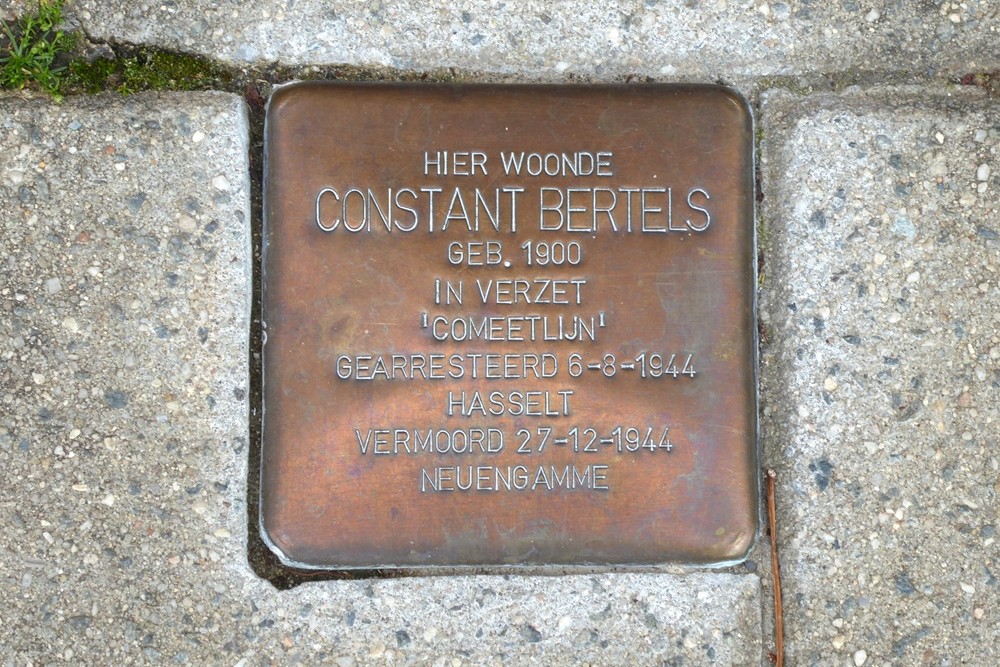 HIER WOONDE
CONSTANT BERTELS
GEB. 1900
IN VERZET
'COMEETLIJN'
GEARRESTEERD 6-8-1944
HASSELT
VERMOORD 27-12-1944
NEUENGAMME